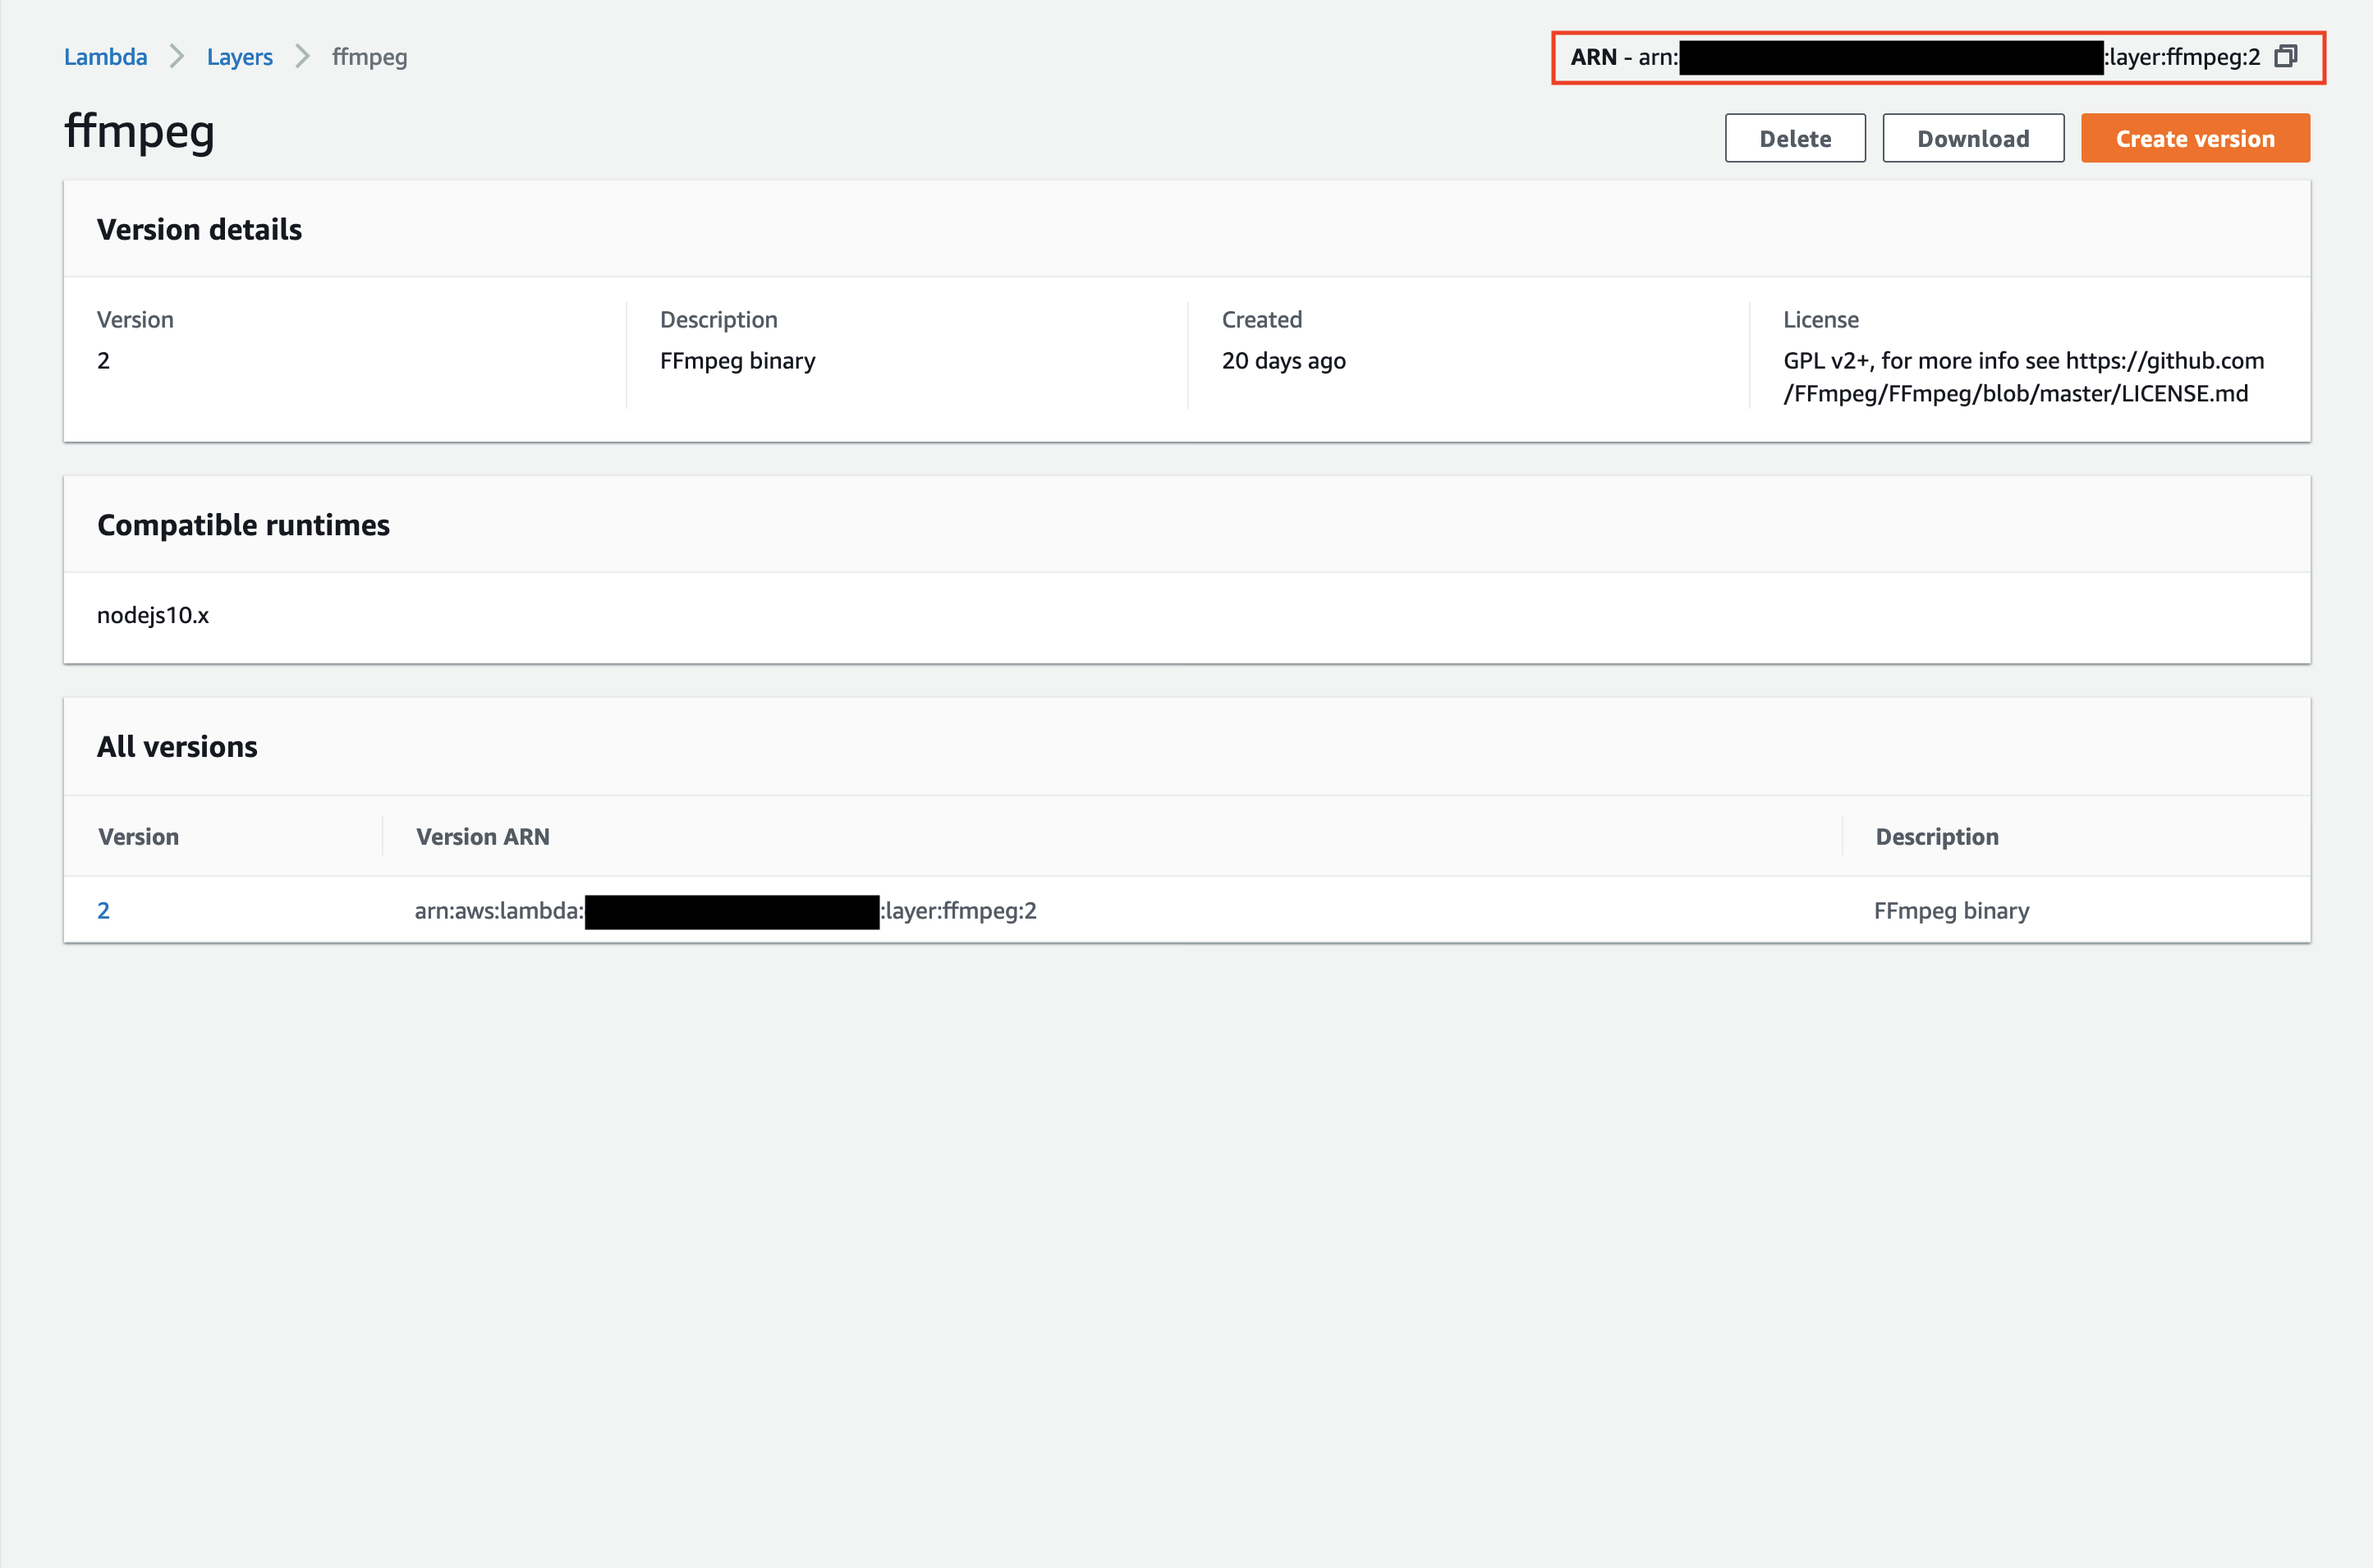 Lambda > Layers > ffmpeg
ARN - arn: :layer:ffmpeg:2
ffmpeg
Delete Download Create version
Version details
Version Description Created License
2 FFmpeg binary 20 days ago GPL v2+, for more info see https://github.com
/FFmpeg/FFmpeg/blob/master/LICENSE.md
Compatible runtimes
nodejs10.x
All versions
Version Version ARN Description
2 arn:aws:lambda: :layer:ffmpeg:2 FFmpeg binary